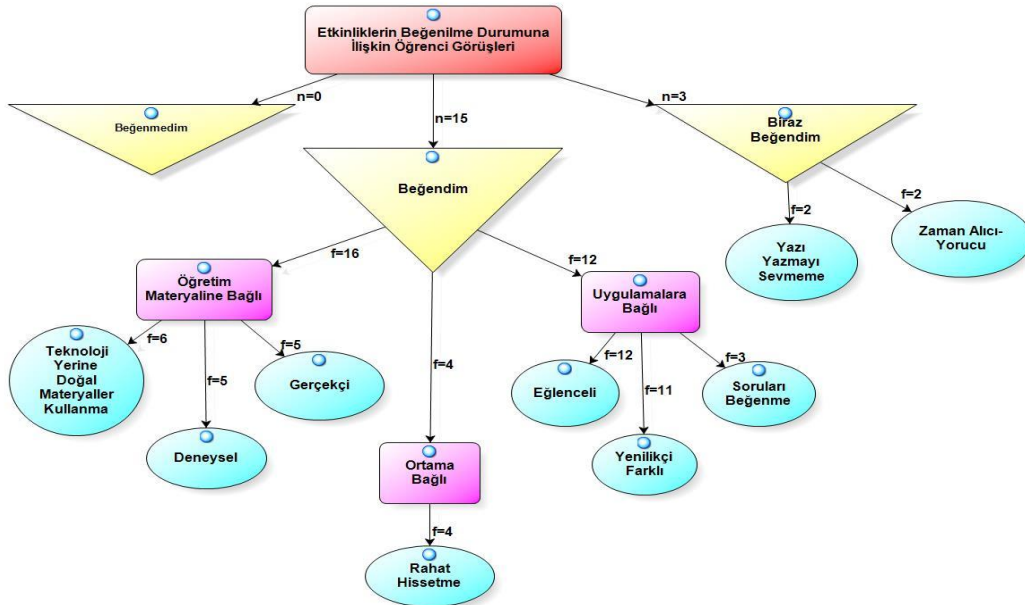 Etkinliklerin Beğenilme Durumuna
İlişkin Öğrenci Görüşleri
n=0
n=15
n=3
Beğenmedim
Beğendim
Biraz
Beğendim
f=16
f=4
f=12
f=2
f=2
Öğretim
Materyaline Bağlı
Uygulamalara
Bağlı
Yazı
Yazmayı
Sevmeme
Zaman Alıcı-
Yorucu
f=6
f=5
f=5
f=12
f=11
f=3
Teknoloji
Yerine
Doğal
Materyaller
Kullanma
Deneysel
Gerçekçi
Eğlenceli
Yenilikçi
Farklı
Soruları
Beğenme
Ortama
Bağlı
f=4
Rahat
Hissetme